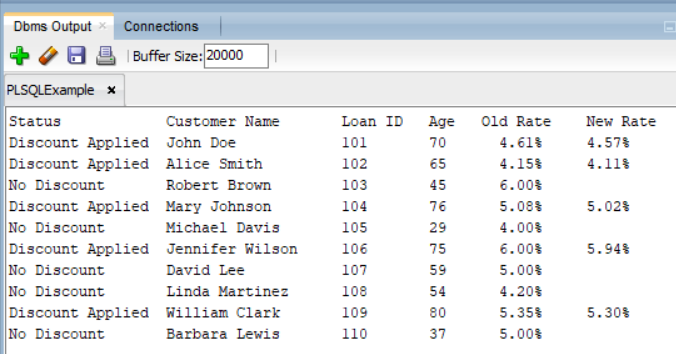 Dbms Output × Connections
Buffer Size: 20000
PLSQLExample ×
Status Customer Name Loan ID Age Old Rate New Rate
Discount Applied John Doe 101 70 4.61% 4.57%
Discount Applied Alice Smith 102 65 4.15% 4.11%
No Discount Robert Brown 103 45 6.00%
Discount Applied Mary Johnson 104 76 5.08% 5.02%
No Discount Michael Davis 105 29 4.00%
Discount Applied Jennifer Wilson 106 75 6.00% 5.94%
No Discount David Lee 107 59 5.00%
No Discount Linda Martinez 108 54 4.20%
Discount Applied William Clark 109 80 5.35% 5.30%
No Discount Barbara Lewis 110 37 5.00%